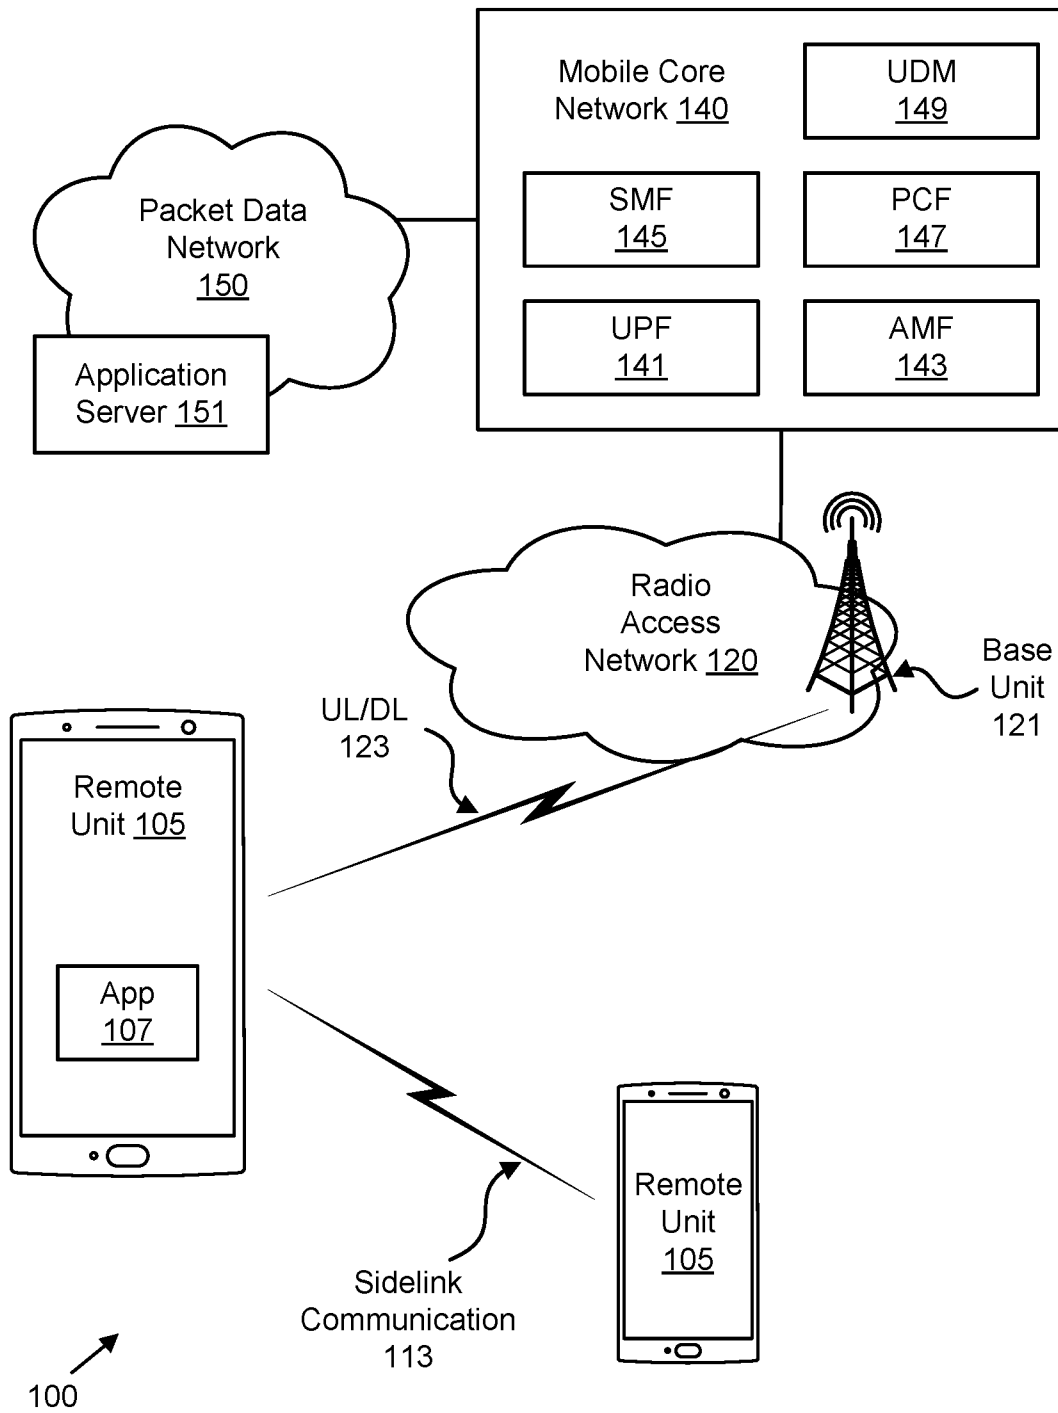 Mobile Core
Network 140
UDM
149
SMF
145
PCF
147
UPF
141
AMF
143
Packet Data
Network
150
Application
Server 151
Radio
Access
Network 120
Base
Unit
121
UL/DL
123
Remote
Unit 105
App
107
Remote
Unit
105
Sidelink
Communication
113
100